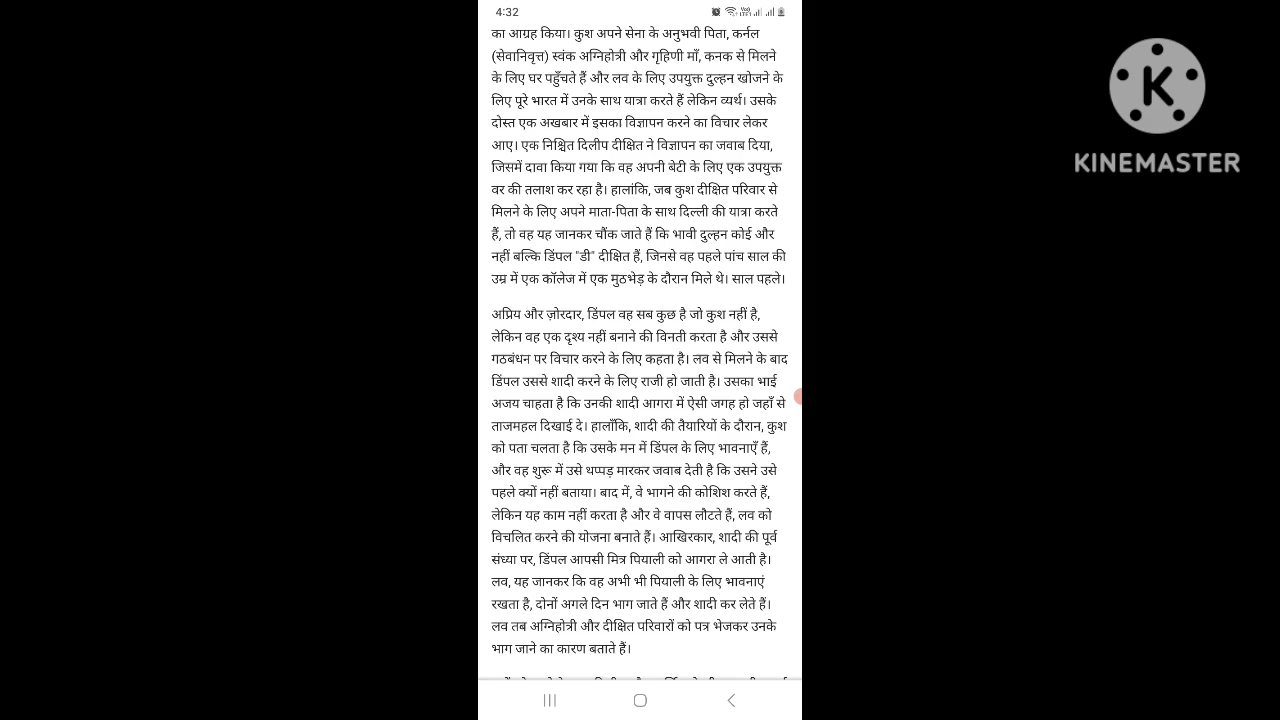 4:32
का आग्रह किया। कुश अपने सेना के अनुभवी पिता, कर्नल
(सेवानिवृत्त) स्वंक अग्निहोत्री और गृहिणी माँ, कनक से मिलने
के लिए घर पहुँचते हैं और लव के लिए उपयुक्त दुल्हन खोजने के
लिए पूरे भारत में उनके साथ यात्रा करते हैं लेकिन व्यर्थ। उसके
दोस्त एक अखबार में इसका विज्ञापन करने का विचार लेकर
आए। एक निश्चित दिलीप दीक्षित ने विज्ञापन का जवाब दिया,
जिसमें दावा किया गया कि वह अपनी बेटी के लिए एक उपयुक्त
वर की तलाश कर रहा है। हालांकि, जब कुश दीक्षित परिवार से
मिलने के लिए अपने माता-पिता के साथ दिल्ली की यात्रा करते
हैं, तो वह यह जानकर चौंक जाते हैं कि भावी दुल्हन कोई और
नहीं बल्कि डिंपल "डी" दीक्षित हैं, जिनसे वह पहले पांच साल की
उम्र में एक कॉलेज में एक मुठभेड़ के दौरान मिले थे। साल पहले।
अप्रिय और ज़ोरदार, डिंपल वह सब कुछ है जो कुश नहीं है,
लेकिन वह एक दृश्य नहीं बनाने की विनती करता है और उससे
गठबंधन पर विचार करने के लिए कहता है। लव से मिलने के बाद
डिंपल उससे शादी करने के लिए राजी हो जाती है। उसका भाई
अजय चाहता है कि उनकी शादी आगरा में ऐसी जगह हो जहाँ से
ताजमहल दिखाई दे। हालाँकि, शादी की तैयारियों के दौरान, कुश
को पता चलता है कि उसके मन में डिंपल के लिए भावनाएँ हैं,
और वह शुरू में उसे थप्पड़ मारकर जवाब देती है कि उसने उसे
पहले क्यों नहीं बताया। बाद में, वे भागने की कोशिश करते हैं,
लेकिन यह काम नहीं करता है और वे वापस लौटते हैं, लव को
विचलित करने की योजना बनाते हैं। आखिरकार, शादी की पूर्व
संध्या पर, डिंपल आपसी मित्र पियाली को आगरा ले आती है।
लव, यह जानकर कि वह अभी भी पियाली के लिए भावनाएं
रखता है, दोनों अगले दिन भाग जाते हैं और शादी कर लेते हैं।
लव तब अग्निहोत्री और दीक्षित परिवारों को पत्र भेजकर उनके
भाग जाने का कारण बताते हैं।
K
KINEMASTER